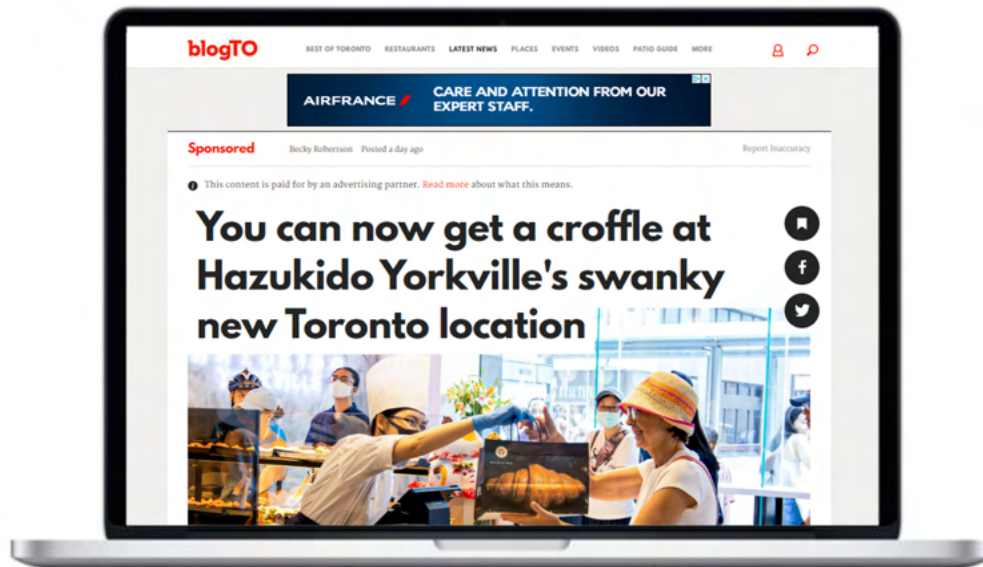 blogTO
BEST OF TORONTO RESTAURANTS LATEST NEWS PLACES EVENTS VIDEOS PATIO GUIDE MORE
AIRFRANCE
CARE AND ATTENTION FROM OUR
EXPERT STAFF.
Sponsored
Becky Robertson Posted a day ago
Report Inaccuracy
This content is paid for by an advertising partner. Read more about what this means.
You can now get a croffle at
Hazukido Yorkville's swanky
new Toronto location
HAZUKIDO